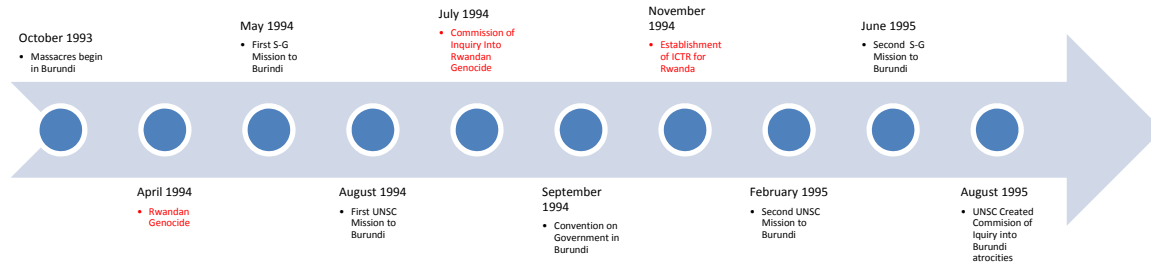 October 1993
• Massacres begin
in Burundi
April 1994
• Rwandan
Genocide
May 1994
• First S-G
Mission to
Burindi
August 1994
• First UNSC
Mission to
Burundi
July 1994
• Commission of
Inquiry Into
Rwandan
Genocide
September
1994
• Convention on
Government in
Burundi
November
1994
• Establishment
of ICTR for
Rwanda
February 1995
• Second UNSC
Mission to
Burundi
June 1995
• Second S-G
Mission to
Burundi
August 1995
• UNSC Created
Commision of
Iquiry into
Burundi
atrocities